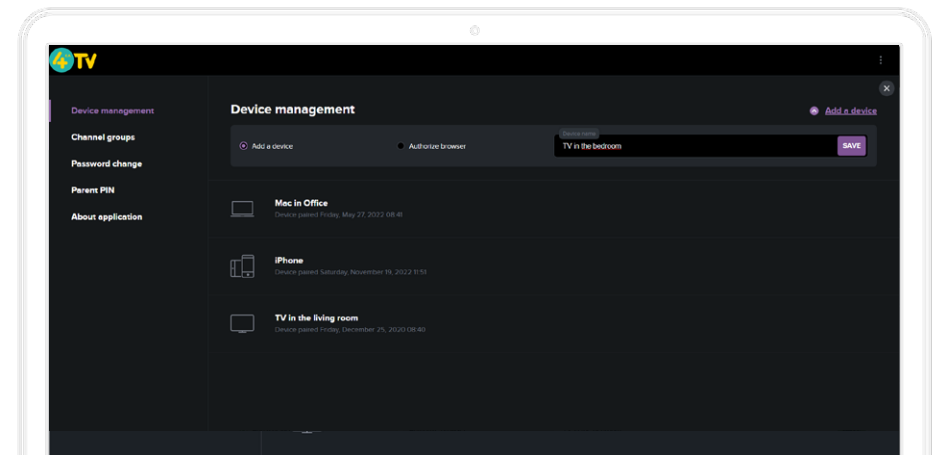 4TV
Device management
Channel groups
Password change
Parent PIN
About application
Device management
Add a device
Add a device
Authorize browser
Device name
TV in the bedroom
SAVE
Mac in Office
Device paired Friday, May 27, 2022 08:41
iPhone
Device paired Saturday, November 19, 2022 11:51
TV in the living room
Device paired Friday, December 25, 2020 08:40